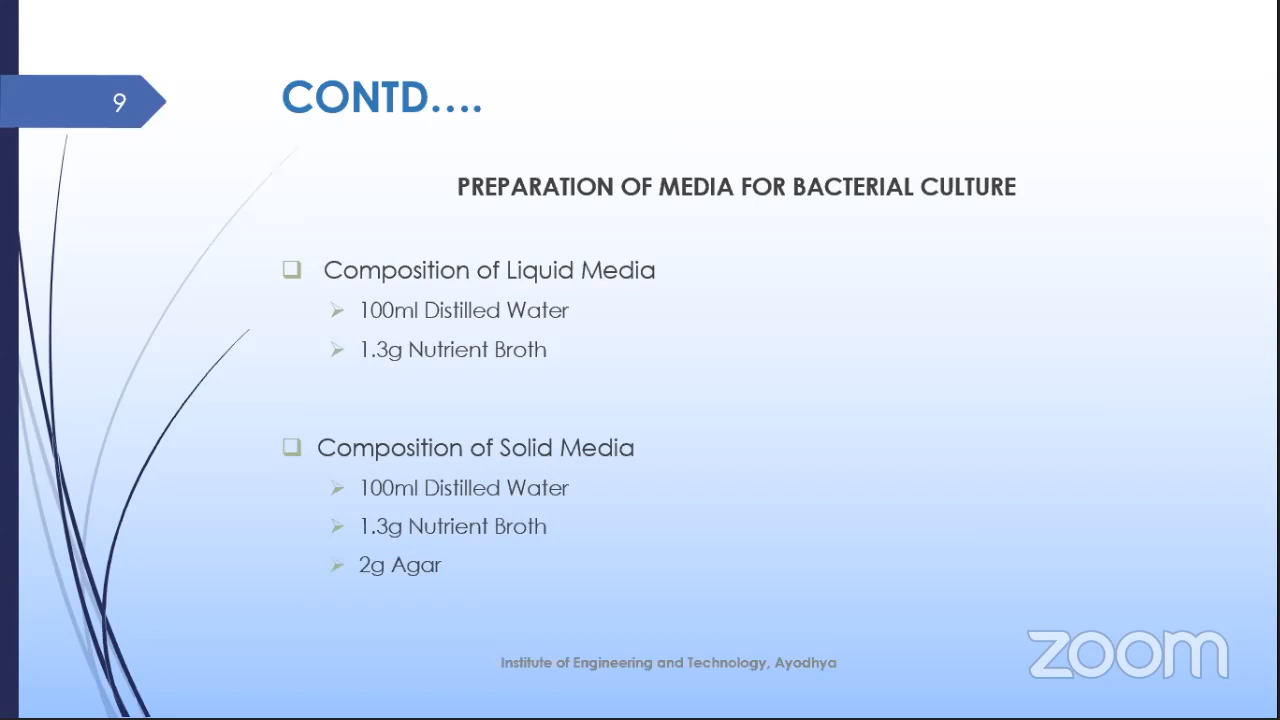 9
CONTD....
PREPARATION OF MEDIA FOR BACTERIAL CULTURE
Composition of Liquid Media
100ml Distilled Water
1.3g Nutrient Broth
Composition of Solid Media
100ml Distilled Water
1.3g Nutrient Broth
2g Agar
Institute of Engineering and Technology, Ayodhya
zoom